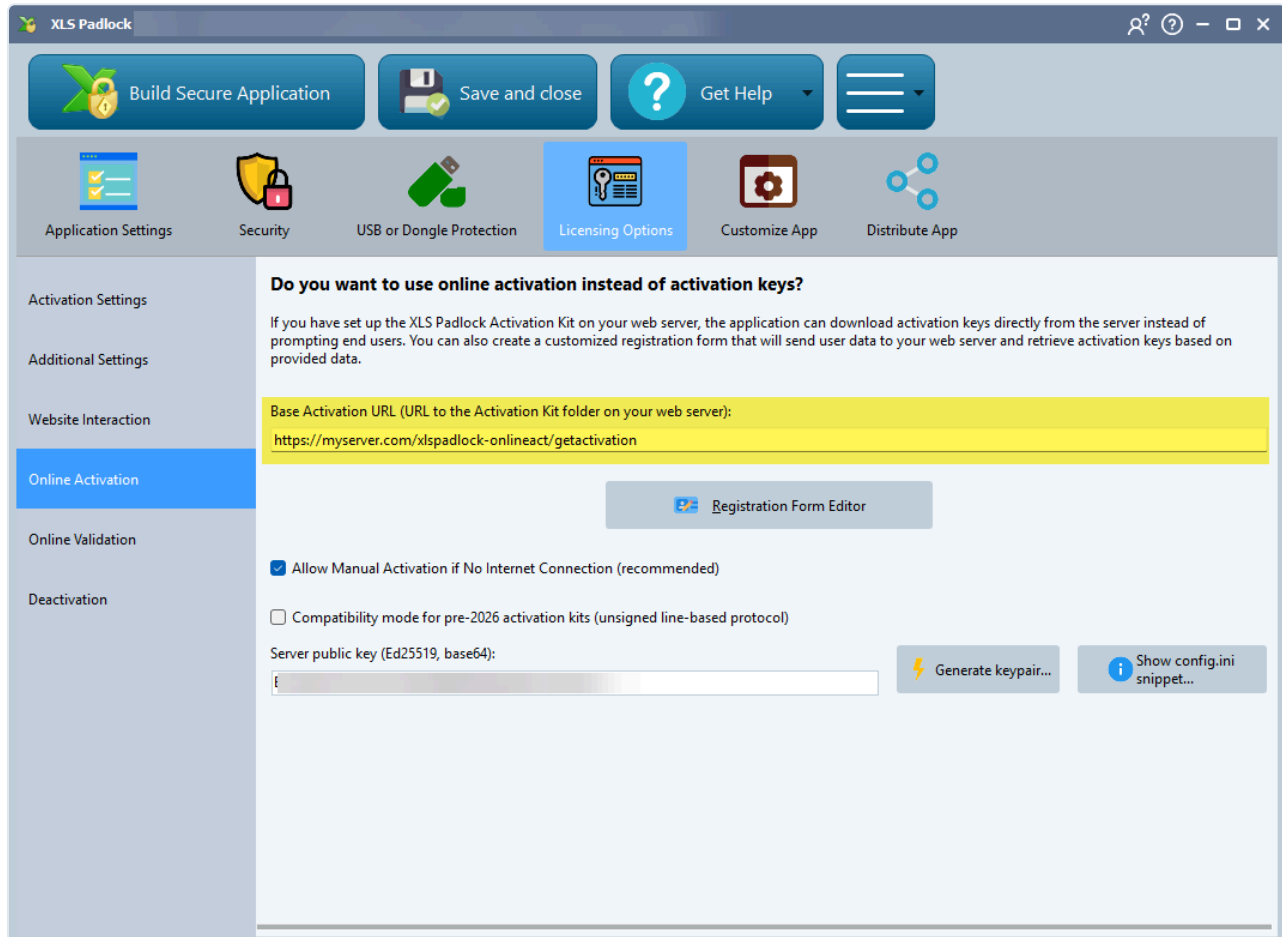 XLS Padlock
Build Secure Application
Save and close
Get Help
Application Settings
Security
USB or Dongle Protection
Licensing Options
Customize App
Distribute App
Activation Settings
Additional Settings
Website Interaction
Online Activation
Online Validation
Deactivation
Do you want to use online activation instead of activation keys?
If you have set up the XLS Padlock Activation Kit on your web server, the application can download activation keys directly from the server instead of
prompting end users. You can also create a customized registration form that will send user data to your web server and retrieve activation keys based on
provided data.
Base Activation URL (URL to the Activation Kit folder on your web server):
https://myserver.com/xlspadlock-onlineact/getactivation
Registration Form Editor
Allow Manual Activation if No Internet Connection (recommended)
Compatibility mode for pre-2026 activation kits (unsigned line-based protocol)
Server public key (Ed25519, base64):
Generate keypair...
Show config.ini
snippet...